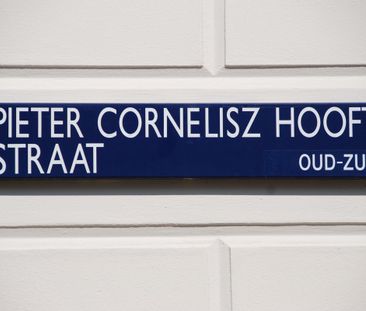 PIETER CORNELISZ HOOFT
STRAAT OUD-ZU